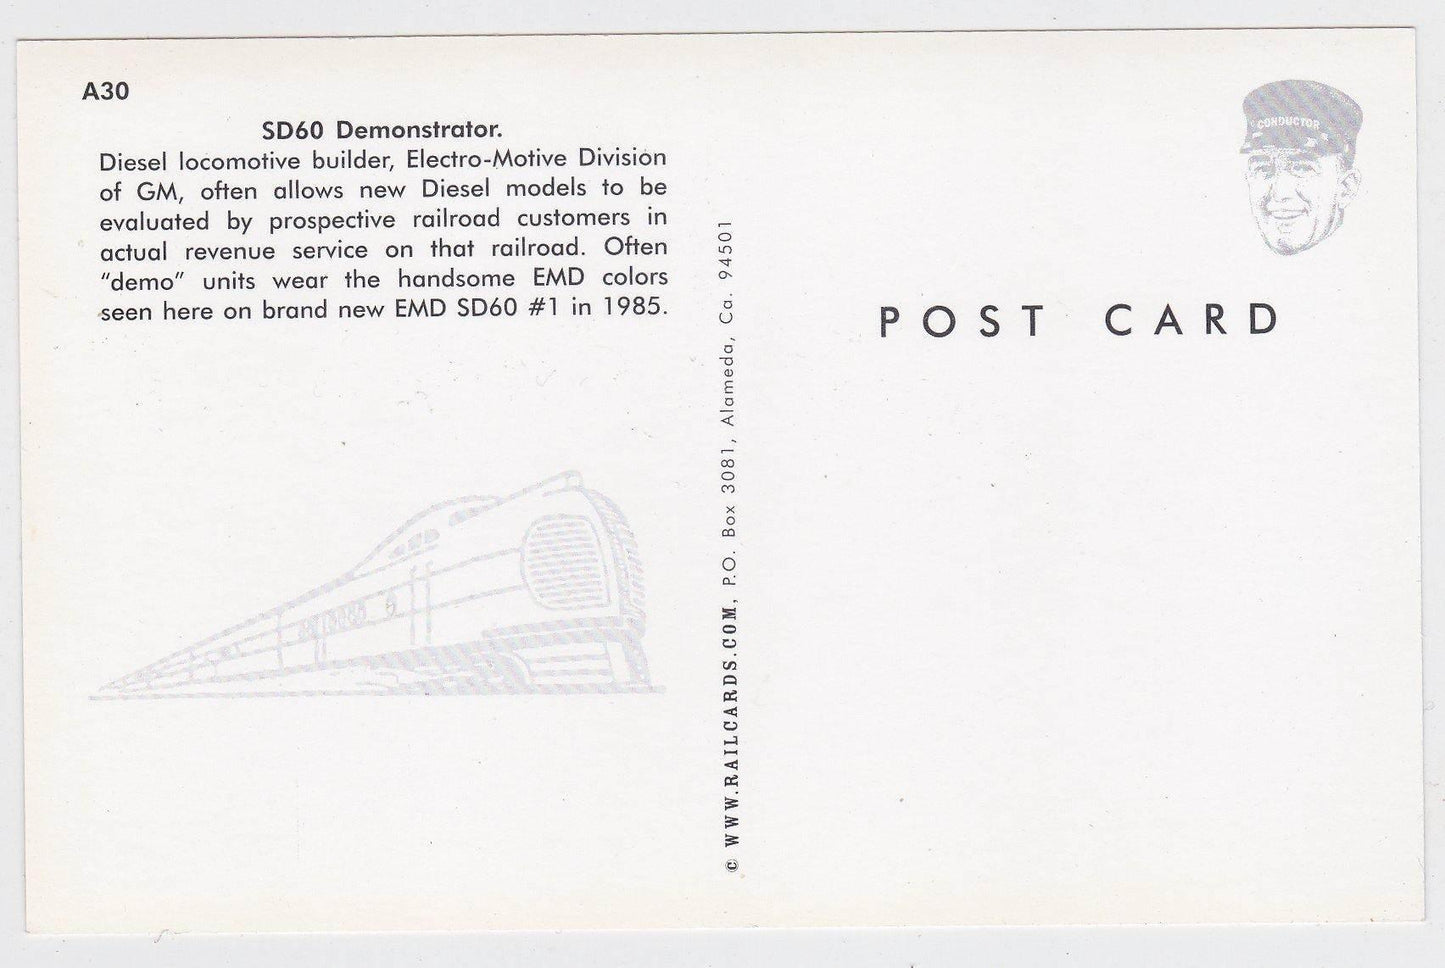 A30
SD60 Demonstrator.
Diesel locomotive builder, Electro-Motive Division
of GM, often allows new Diesel models to be
evaluated by prospective railroad customers in
actual revenue service on that railroad. Often
"demo" units wear the handsome EMD colors
seen here on brand new EMD SD60 #1 in 1985.
© WWW.RAILCARDS.COM, P.O. Box 3081, Alameda, Ca. 94501
CONDUCTOR
POST CARD